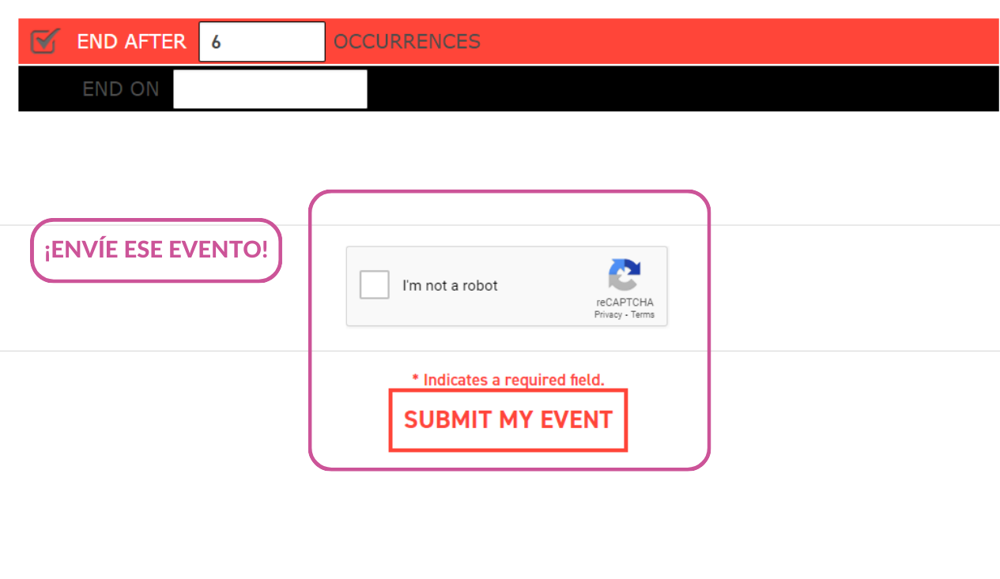 END AFTER 6 OCCURRENCES
END ON
¡ENVÍE ESE EVENTO!
I'm not a robot
reCAPTCHA
Privacy - Terms
* Indicates a required field.
SUBMIT MY EVENT